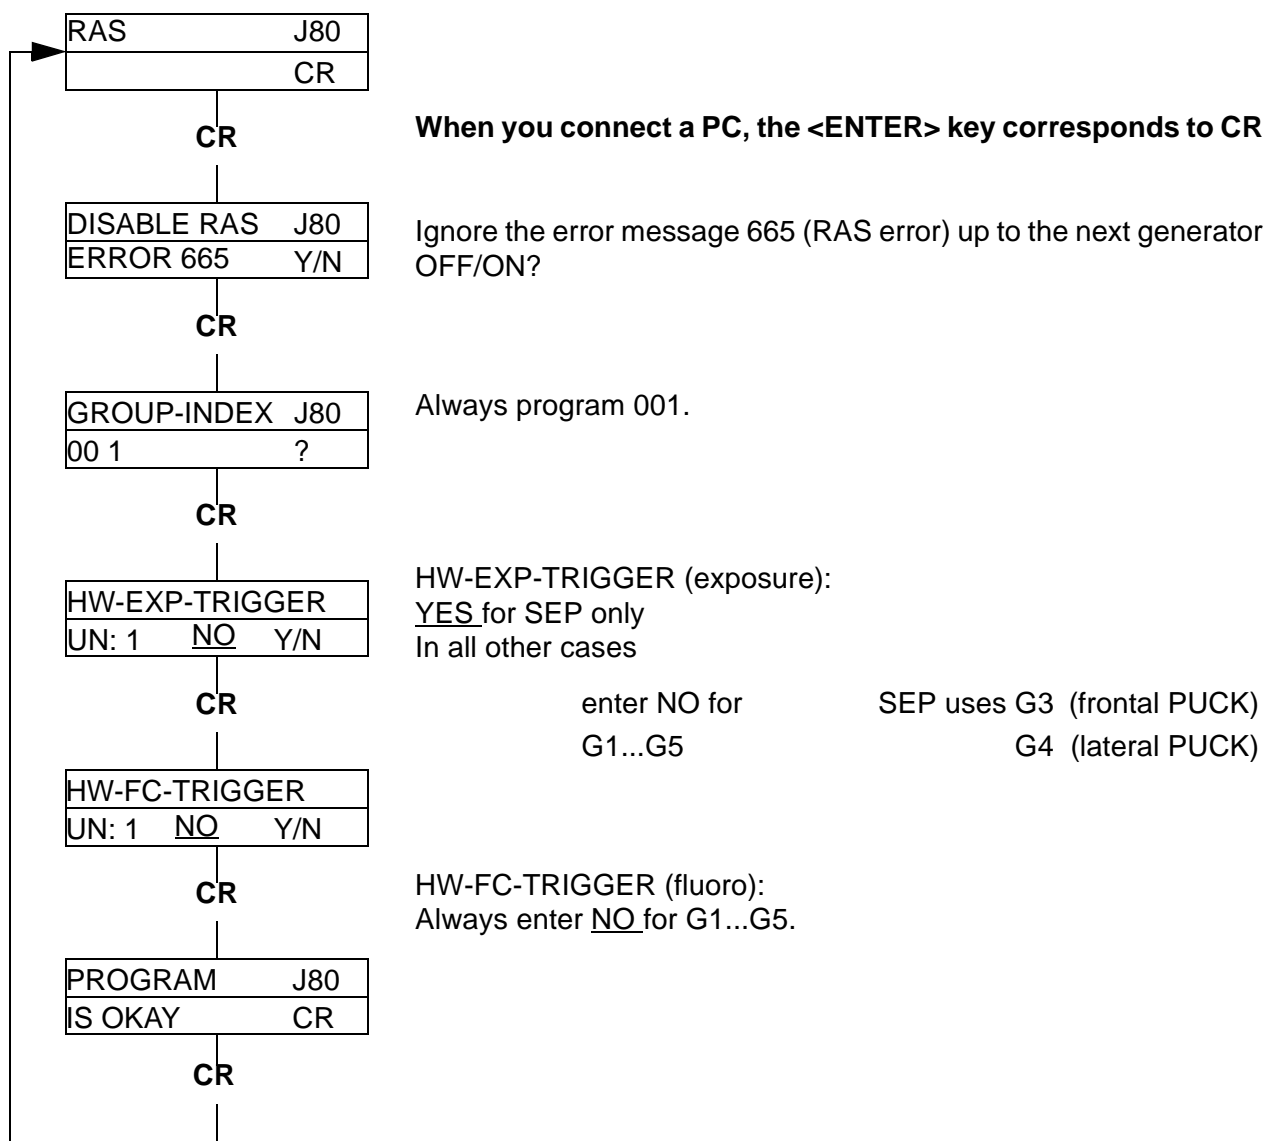 RAS J80
CR
CR
When you connect a PC, the <ENTER> key corresponds to CR
DISABLE RAS J80
ERROR 665 Y/N
Ignore the error message 665 (RAS error) up to the next generator
OFF/ON?
CR
GROUP-INDEX J80
00 1 ?
Always program 001.
CR
HW-EXP-TRIGGER
UN: 1 NO Y/N
HW-EXP-TRIGGER (exposure):
YES for SEP only
In all other cases
enter NO for SEP uses G3 (frontal PUCK)
G1...G5 G4 (lateral PUCK)
CR
HW-FC-TRIGGER
UN: 1 NO Y/N
CR
HW-FC-TRIGGER (fluoro):
Always enter NO for G1...G5.
PROGRAM J80
IS OKAY CR
CR